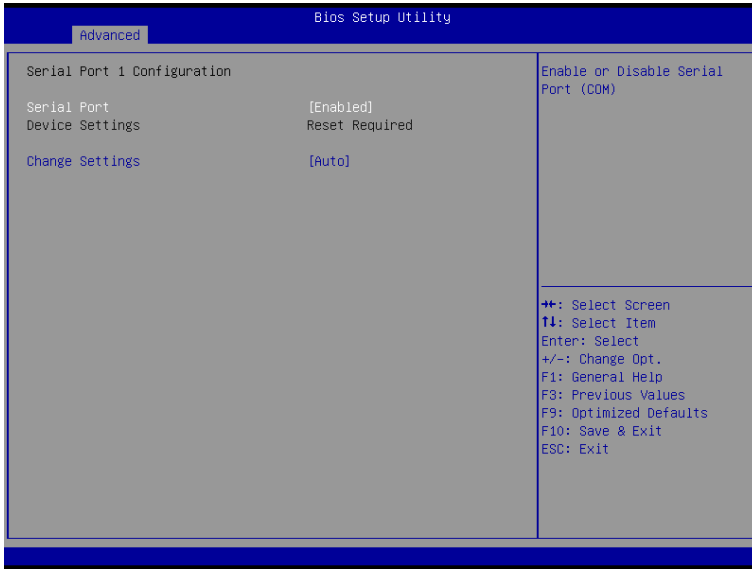 Bios Setup Utility
Advanced
Serial Port 1 Configuration
Serial Port [Enabled]
Device Settings Reset Required
Change Settings [Auto]
Enable or Disable Serial
Port (COM)
→←: Select Screen
↑↓: Select Item
Enter: Select
+/-: Change Opt.
F1: General Help
F3: Previous Values
F9: Optimized Defaults
F10: Save & Exit
ESC: Exit